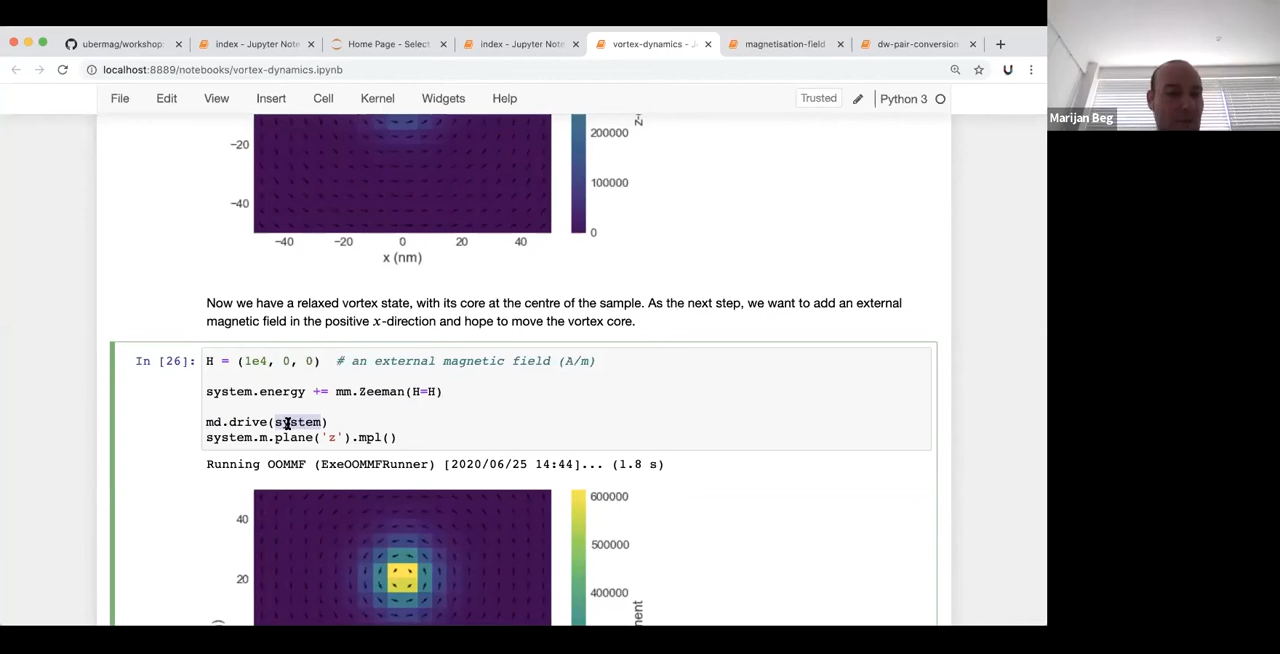 ubermag/workshop:
index - Jupyter Note
Home Page - Select
index - Jupyter Note
vortex-dynamics - J
magnetisation-field
dw-pair-conversion
localhost:8889/notebooks/vortex-dynamics.ipynb
File Edit View Insert Cell Kernel Widgets Help
Trusted
Python 3
Marijan Beg
−20
−40
−40 −20 0 20 40
x (nm)
200000
100000
0
Now we have a relaxed vortex state, with its core at the centre of the sample. As the next step, we want to add an external
magnetic field in the positive x-direction and hope to move the vortex core.
In [26]:
H = (1e4, 0, 0)  # an external magnetic field (A/m)
system.energy += mm.Zeeman(H=H)
md.drive(system)
system.m.plane('z').mpl()
Running OOMMF (ExeOOMMFRunner) [2020/06/25 14:44]... (1.8 s)
40
20
600000
500000
400000